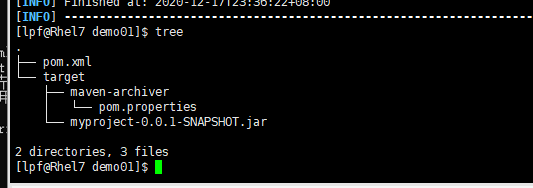 [INFO] Finished at: 2020-12-17T23:36:22+08:00
[INFO] ------------------------------------------------------------------------
[lpf@Rhel7 demo01]$ tree
.
├── pom.xml
└── target
    ├── maven-archiver
    │   └── pom.properties
    └── myproject-0.0.1-SNAPSHOT.jar
2 directories, 3 files
[lpf@Rhel7 demo01]$